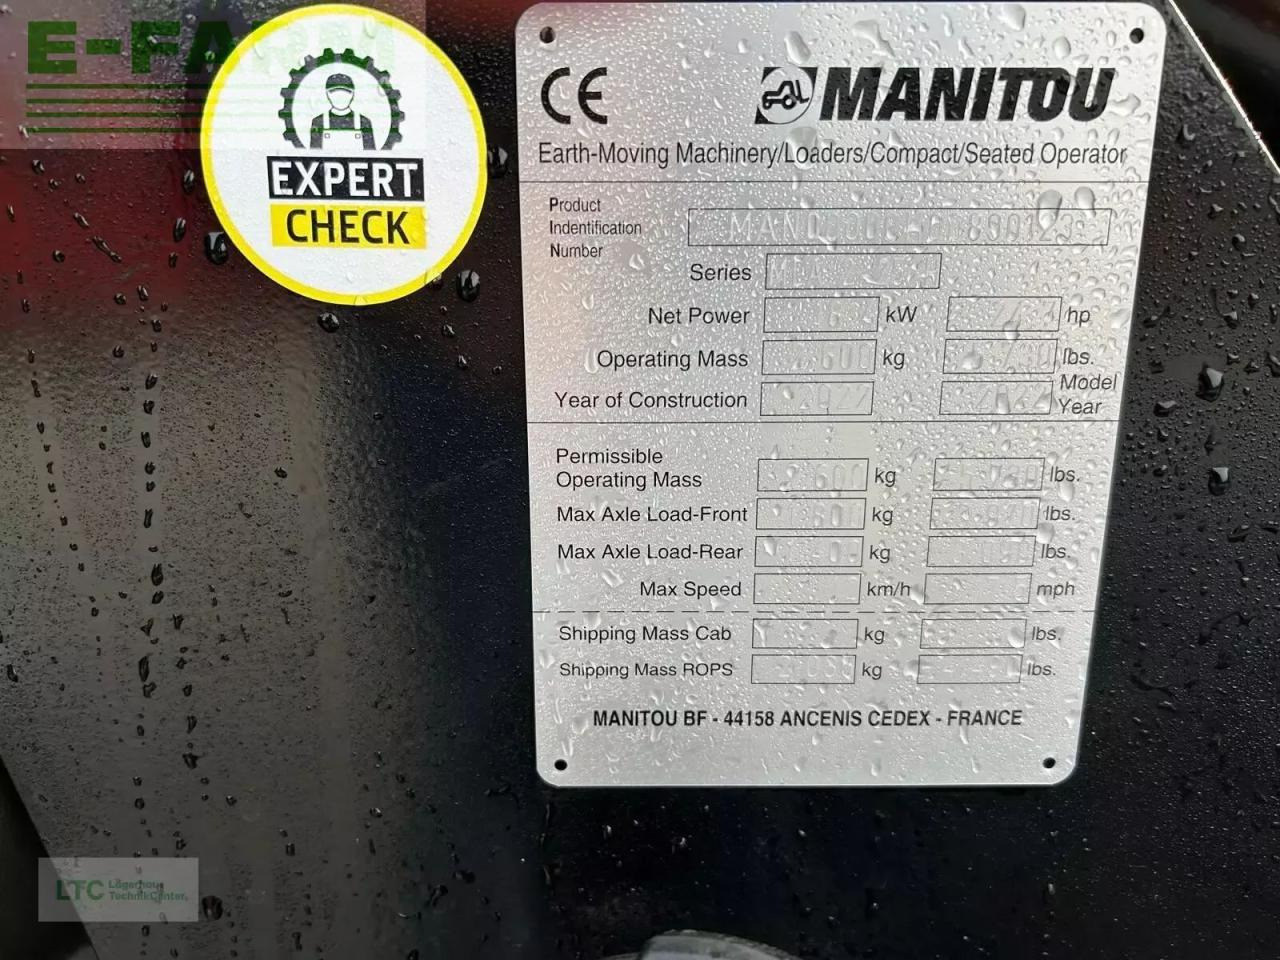 E-FARM
EXPERT
CHECK
CE
MANITOU
Earth-Moving Machinery/Loaders/Compact/Seated Operator
Product
Indentification
Number
Series
Net Power kW hp
Operating Mass kg lbs.
Year of Construction Model
Year
Permissible
Operating Mass kg lbs.
Max Axle Load-Front kg lbs.
Max Axle Load-Rear kg lbs.
Max Speed km/h mph
Shipping Mass Cab kg lbs.
Shipping Mass ROPS kg lbs.
MANITOU BF - 44158 ANCENIS CEDEX - FRANCE
LTC Lagerhaus
TechnikCenter